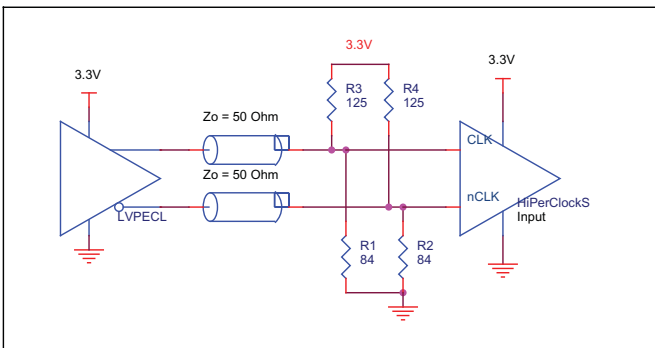 3.3V
3.3V
3.3V
R3
125
R4
125
Zo = 50 Ohm
CLK
Zo = 50 Ohm
nCLK
LVPECL
HiPerClockS
Input
R1
84
R2
84